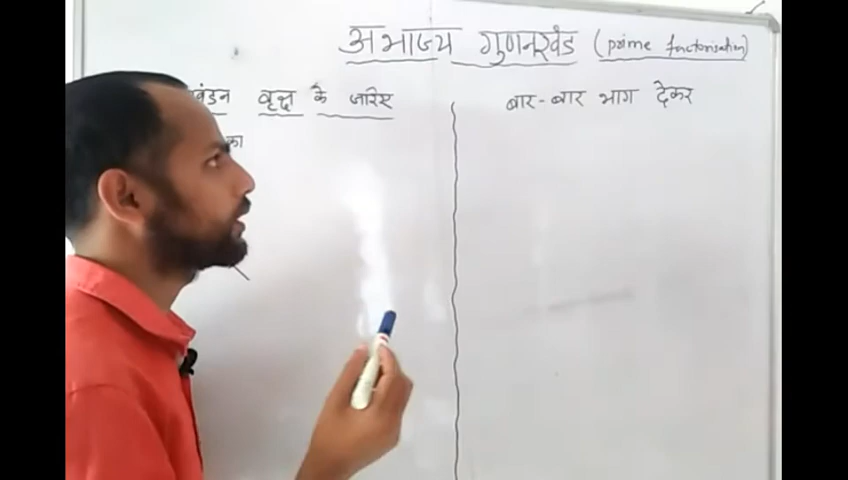 अभाज्य गुणनखंड (prime factorisation)
वृक्ष के जरिए
बार-बार भाग देकर
का